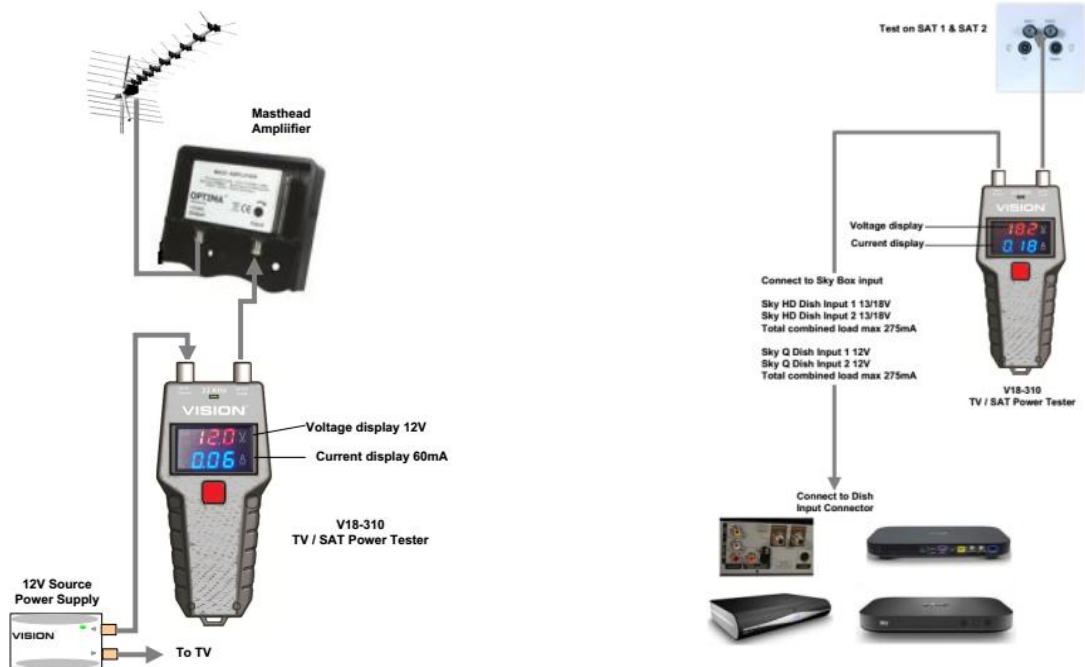 Masthead
Ampliifier
OPTIMA
VISION
12.0 V
0.06 A
Voltage display 12V
Current display 60mA
V18-310
TV / SAT Power Tester
12V Source
Power Supply
VISION
To TV
Test on SAT 1 & SAT 2
VISION
18.2 V
0.18 A
Voltage display
Current display
Connect to Sky Box input
Sky HD Dish Input 1 13/18V
Sky HD Dish Input 2 13/18V
Total combined load max 275mA
Sky Q Dish Input 1 12V
Sky Q Dish Input 2 12V
Total combined load max 275mA
V18-310
TV / SAT Power Tester
Connect to Dish
Input Connector